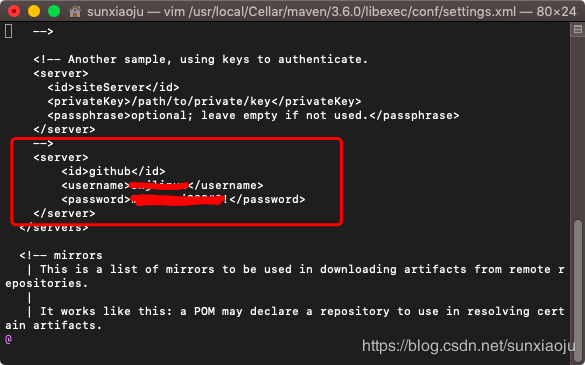 sunxiaoju — vim /usr/local/Cellar/maven/3.6.0/libexec/conf/settings.xml — 80×24
-->
<!-- Another sample, using keys to authenticate.
<server>
<id>siteServer</id>
<privateKey>/path/to/private/key</privateKey>
<passphrase>optional; leave empty if not used.</passphrase>
</server>
-->
<server>
<id>github</id>
<username></username>
<password>!</password>
</server>
</servers>
<!-- mirrors
| This is a list of mirrors to be used in downloading artifacts from remote r
epositories.
|
| It works like this: a POM may declare a repository to use in resolving cert
ain artifacts.
@
https://blog.csdn.net/sunxiaoju